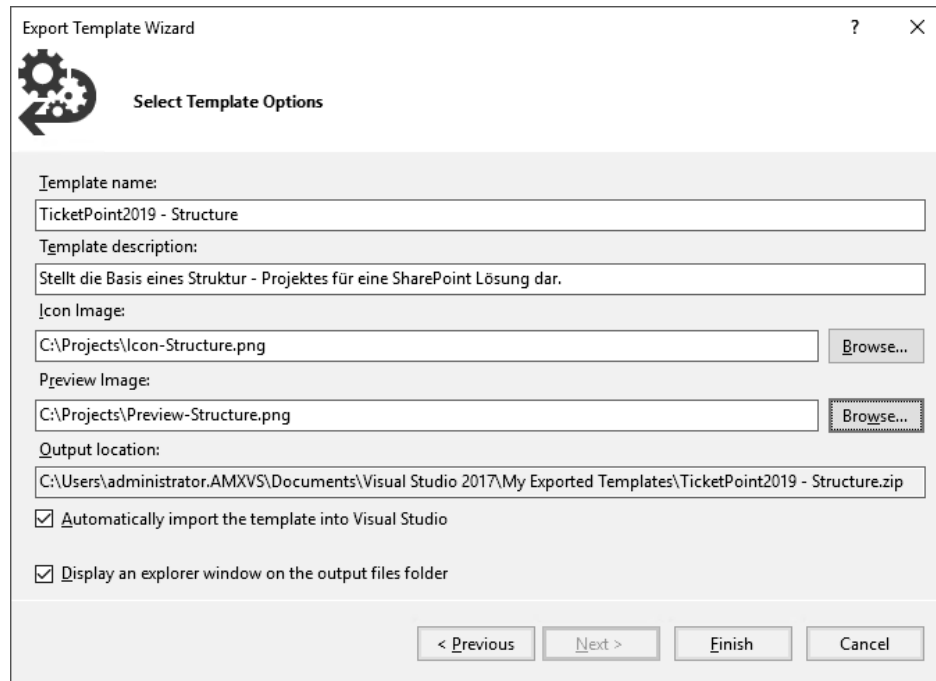 Export Template Wizard
?
Select Template Options
Template name:
TicketPoint2019 - Structure
Template description:
Stellt die Basis eines Struktur - Projektes für eine SharePoint Lösung dar.
Icon Image:
C:\Projects\Icon-Structure.png
Browse...
Preview Image:
C:\Projects\Preview-Structure.png
Browse...
Output location:
C:\Users\administrator.AMXVS\Documents\Visual Studio 2017\My Exported Templates\TicketPoint2019 - Structure.zip
Automatically import the template into Visual Studio
Display an explorer window on the output files folder
< Previous
Next >
Finish
Cancel